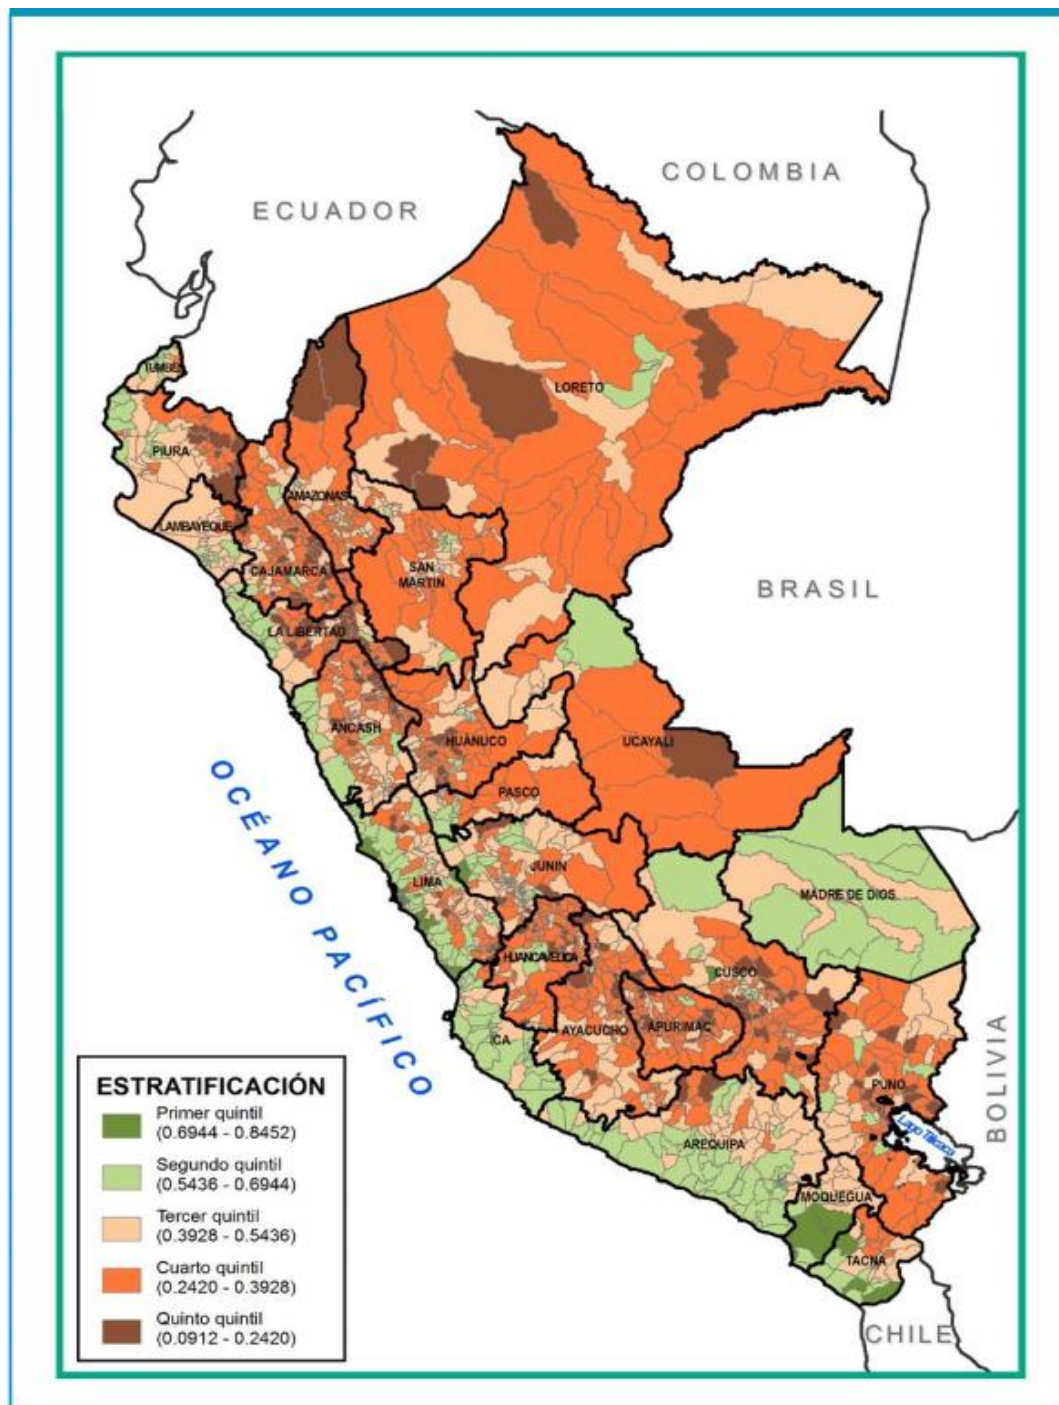 COLOMBIA
ECUADOR
TUMBES
LORETO
PIURA
AMAZONAS
LAMBAYEQUE
CAJAMARCA
SAN
MARTIN
BRASIL
LA LIBERTAD
ANCASH
HUÁNUCO
UCAYALI
PASCO
OCÉANO PACÍFICO
JUNIN
LIMA
MADRE DE DIOS
HUANCAVELICA
CUSCO
ICA
AYACUCHO
APURIMAC
BOLIVIA
PUNO
Lago Titicaca
AREQUIPA
MOQUEGUA
TACNA
CHILE
ESTRATIFICACIÓN
Primer quintil
(0.6944 - 0.8452)
Segundo quintil
(0.5436 - 0.6944)
Tercer quintil
(0.3928 - 0.5436)
Cuarto quintil
(0.2420 - 0.3928)
Quinto quintil
(0.0912 - 0.2420)